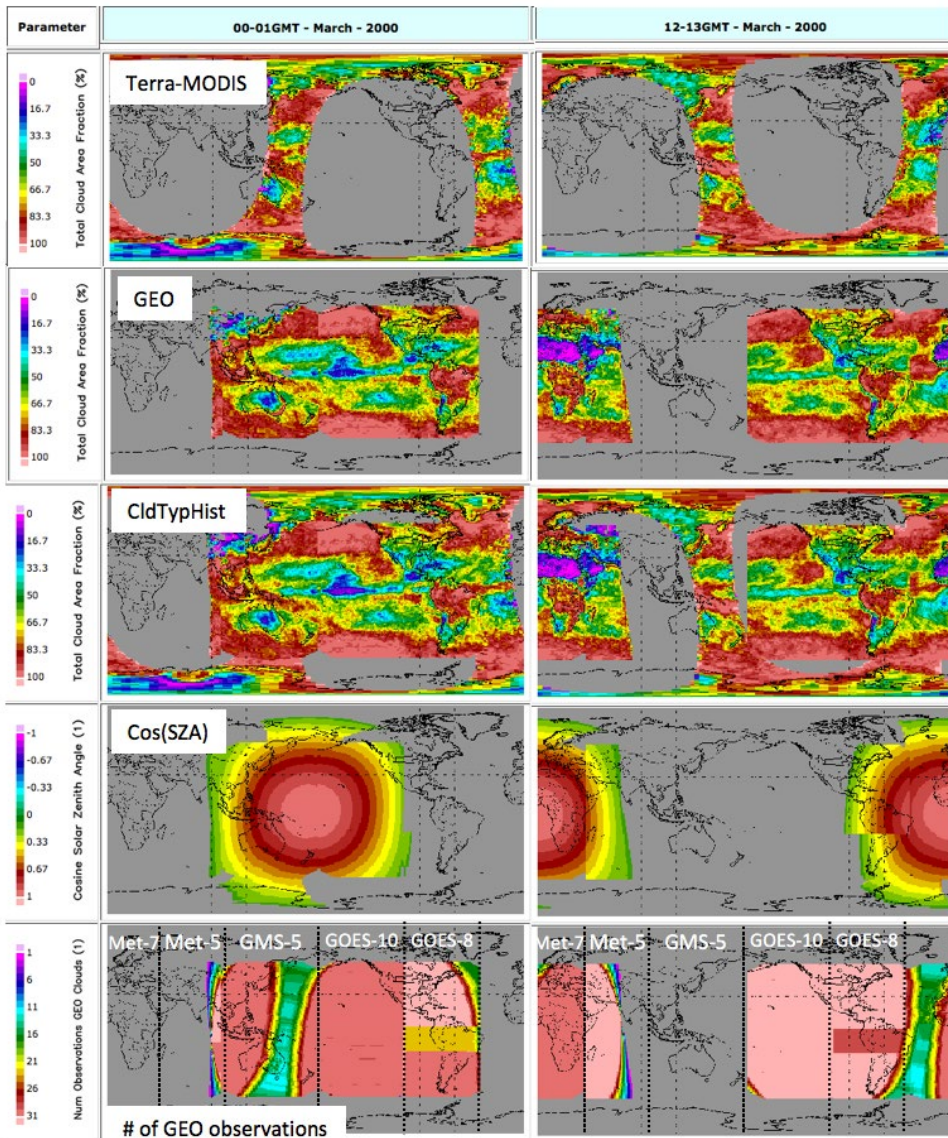 Parameter
00-01GMT - March - 2000
12-13GMT - March - 2000
Total Cloud Area Fraction (%)
0
16.7
33.3
50
66.7
83.3
100
Terra-MODIS
Total Cloud Area Fraction (%)
0
16.7
33.3
50
66.7
83.3
100
GEO
Total Cloud Area Fraction (%)
0
16.7
33.3
50
66.7
83.3
100
CldTypHist
Cosine Solar Zenith Angle (1)
-1
-0.67
-0.33
0
0.33
0.67
1
Cos(SZA)
Num Observations GEO Clouds (1)
1
6
11
16
21
26
31
Met-7 Met-5 GMS-5 GOES-10 GOES-8
Met-7 Met-5 GMS-5 GOES-10 GOES-8
# of GEO observations